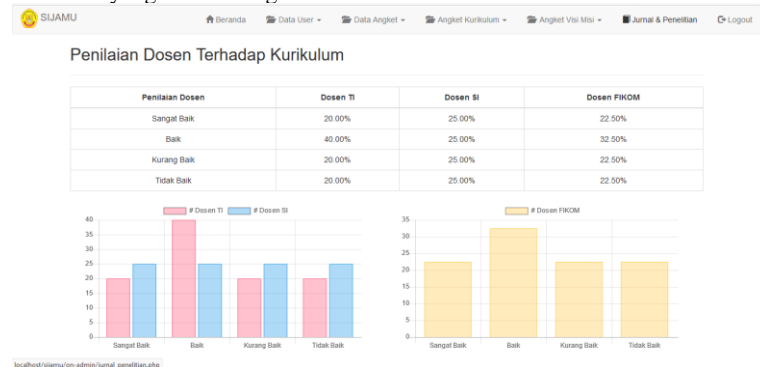 SIJAMU Beranda Data User Data Angket Angket Kurikulum Angket Visi Misi Jurnal & Penelitian Logout
Penilaian Dosen Terhadap Kurikulum
Penilaian Dosen Dosen TI Dosen SI Dosen FIKOM
Sangat Baik 20.00% 25.00% 22.50%
Baik 40.00% 25.00% 32.50%
Kurang Baik 20.00% 25.00% 22.50%
Tidak Baik 20.00% 25.00% 22.50%
# Dosen TI # Dosen SI
40
35
30
25
20
15
10
5
0
Sangat Baik Baik Kurang Baik Tidak Baik
# Dosen FIKOM
35
30
25
20
15
10
5
0
Sangat Baik Baik Kurang Baik Tidak Baik
localhost/sijamu/cn-admin/jurnal_penelitian.php